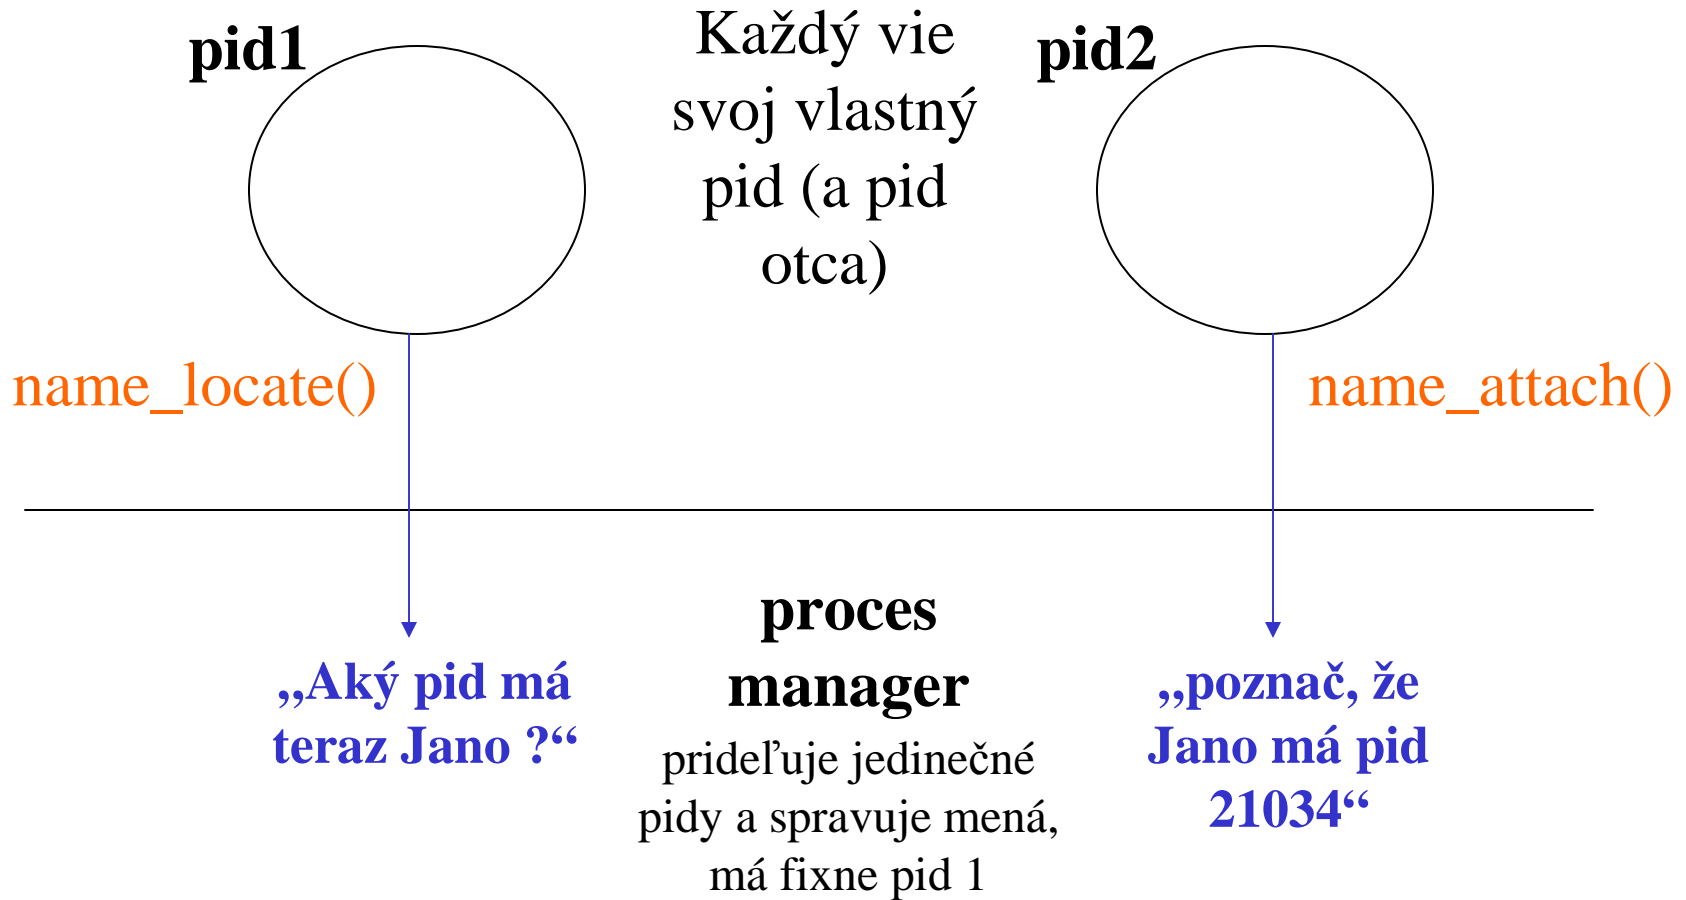 pid1
Každý vie
svoj vlastný
pid (a pid
otca)
pid2
name_locate()
name_attach()
„Aký pid má
teraz Jano ?“
proces
manager
prideľuje jedinečné
pidy a spravuje mená,
má fixne pid 1
„poznač, že
Jano má pid
21034“